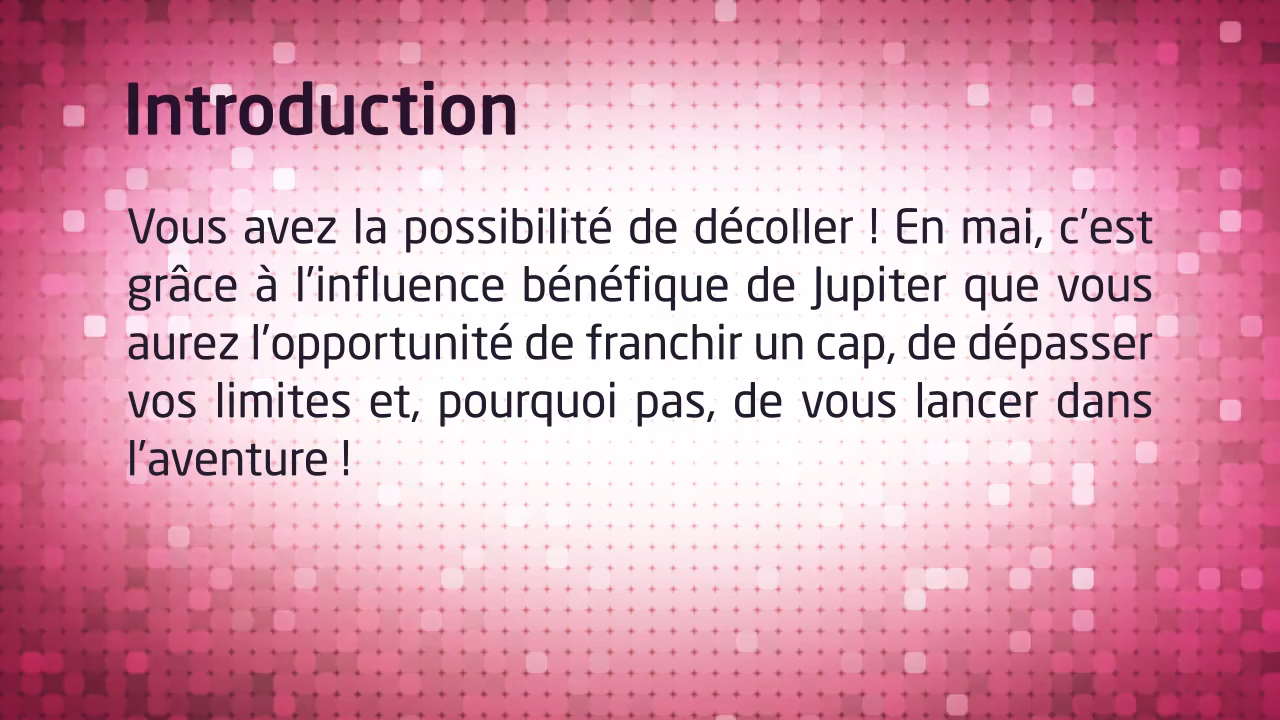 Introduction
Vous avez la possibilité de décoller ! En mai, c'est
grâce à l'influence bénéfique de Jupiter que vous
aurez l'opportunité de franchir un cap, de dépasser
vos limites et, pourquoi pas, de vous lancer dans
l'aventure !